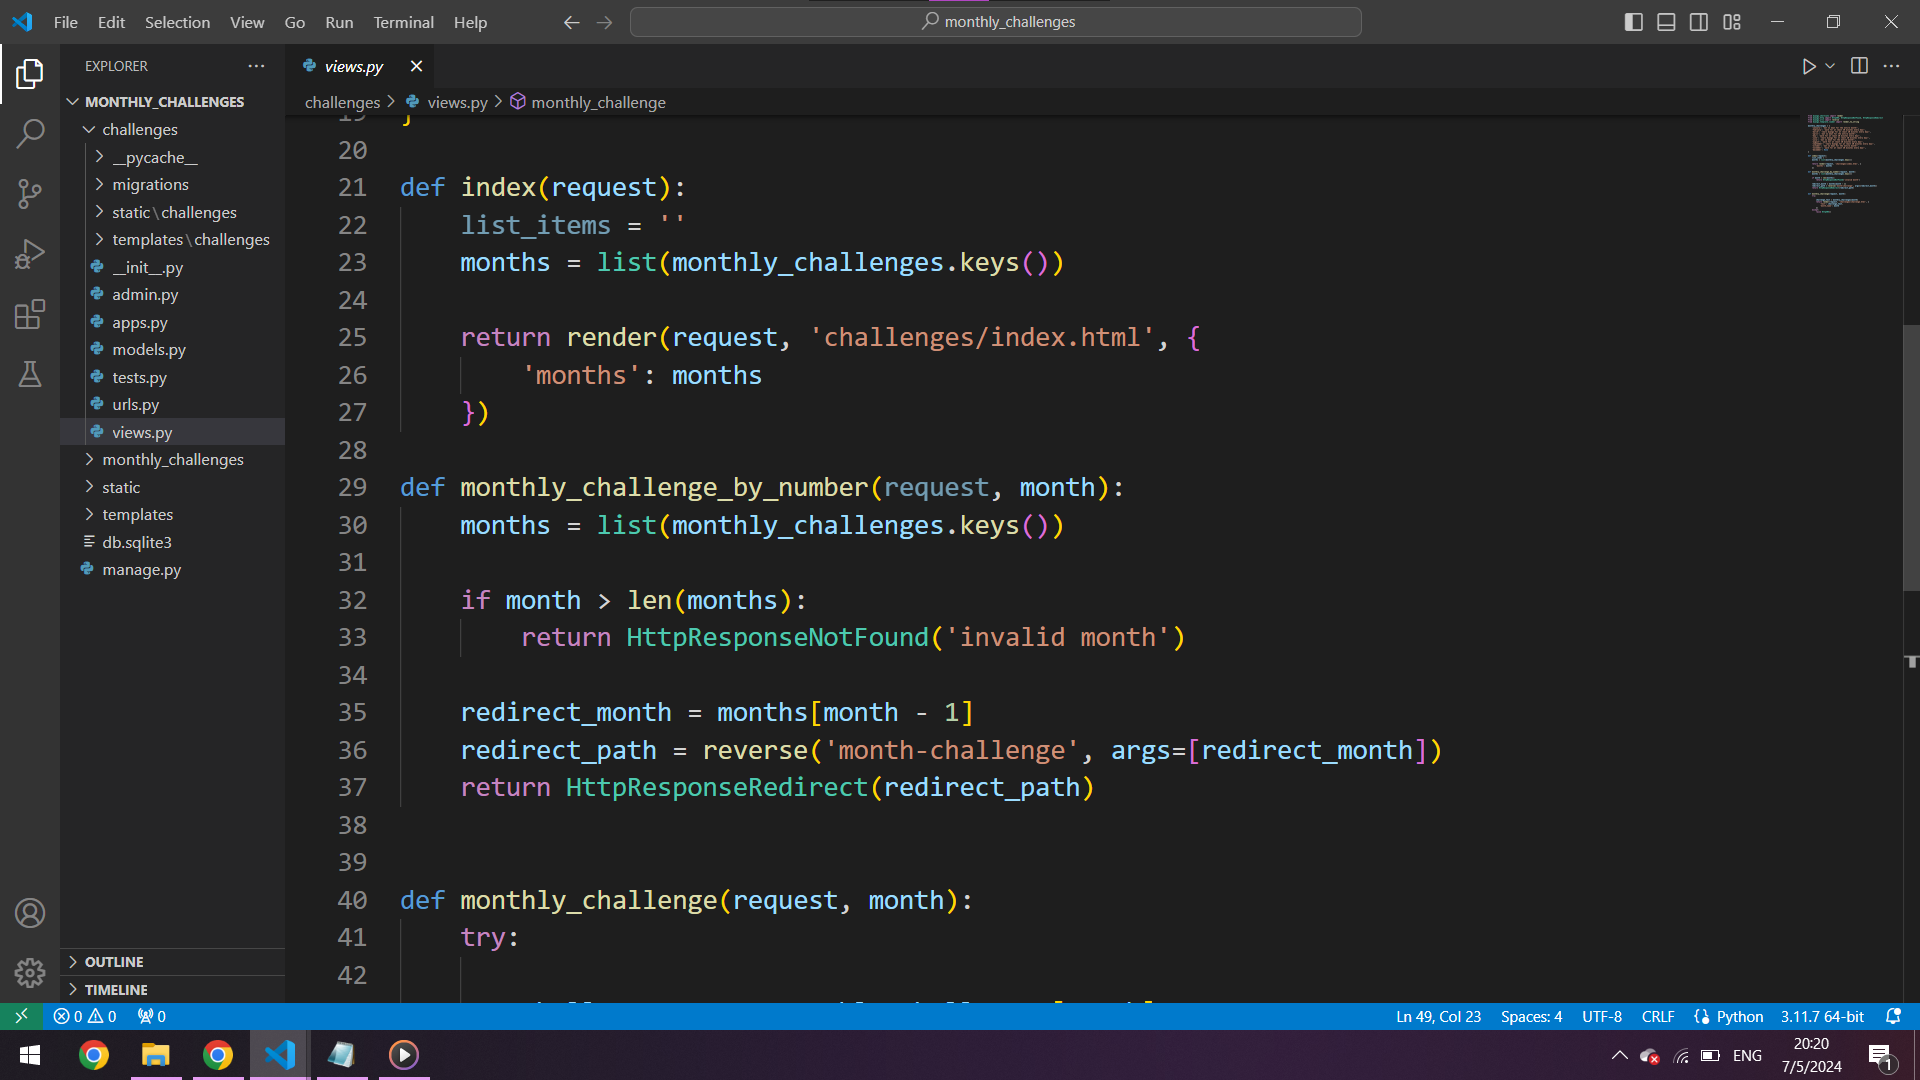 File Edit Selection View Go Run Terminal Help
monthly_challenges
EXPLORER
MONTHLY_CHALLENGES
challenges
__pycache__
migrations
static\challenges
templates\challenges
__init__.py
admin.py
apps.py
models.py
tests.py
urls.py
views.py
monthly_challenges
static
templates
db.sqlite3
manage.py
OUTLINE
TIMELINE
views.py
challenges > views.py > monthly_challenge
19 }
20
21 def index(request):
22     list_items = ''
23     months = list(monthly_challenges.keys())
24
25     return render(request, 'challenges/index.html', {
26         'months': months
27     })
28
29 def monthly_challenge_by_number(request, month):
30     months = list(monthly_challenges.keys())
31
32     if month > len(months):
33         return HttpResponseNotFound('invalid month')
34
35     redirect_month = months[month - 1]
36     redirect_path = reverse('month-challenge', args=[redirect_month])
37     return HttpResponseRedirect(redirect_path)
38
39
40 def monthly_challenge(request, month):
41     try:
42
0 0 0
Ln 49, Col 23 Spaces: 4 UTF-8 CRLF Python 3.11.7 64-bit
ENG
20:20
7/5/2024
1